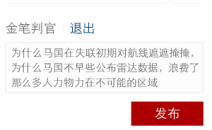 金笔判官 退出
为什么马国在失联初期对航线遮遮掩掩，
为什么马国不早些公布雷达数据，浪费了
那么多人力物力在不可能的区域
发布